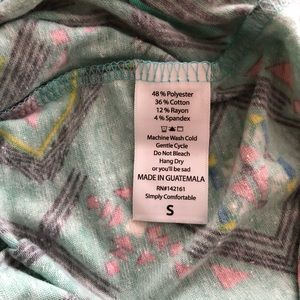 48 % Polyester
36 % Cotton
12 % Rayon
4 % Spandex
Machine Wash Cold
Gentle Cycle
Do Not Bleach
Hang Dry
or you'll be sad
MADE IN GUATEMALA
RN#142161
Simply Comfortable
S